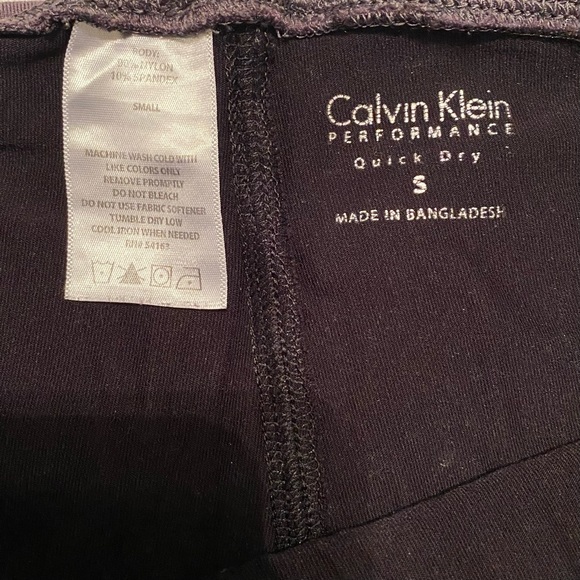 BODY:
90% NYLON
10% SPANDEX
SMALL
MACHINE WASH COLD WITH
LIKE COLORS ONLY
REMOVE PROMPTLY
DO NOT BLEACH
DO NOT USE FABRIC SOFTENER
TUMBLE DRY LOW
COOL IRON WHEN NEEDED
RN# 54163
Calvin Klein
PERFORMANCE
Quick Dry
S
MADE IN BANGLADESH